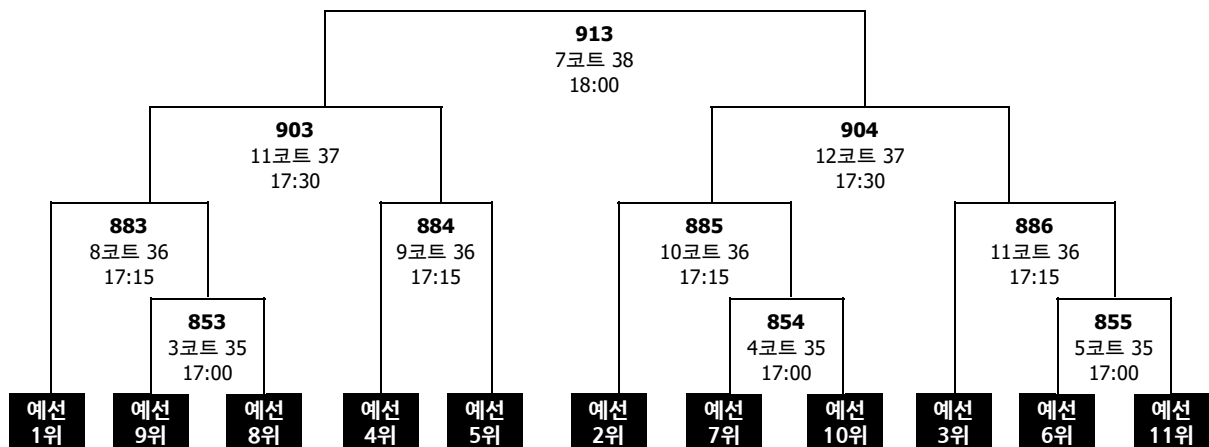 913
7코트 38
18:00
903
11코트 37
17:30
904
12코트 37
17:30
883
8코트 36
17:15
884
9코트 36
17:15
885
10코트 36
17:15
886
11코트 36
17:15
853
3코트 35
17:00
854
4코트 35
17:00
855
5코트 35
17:00
예선
1위
예선
9위
예선
8위
예선
4위
예선
5위
예선
2위
예선
7위
예선
10위
예선
3위
예선
6위
예선
11위